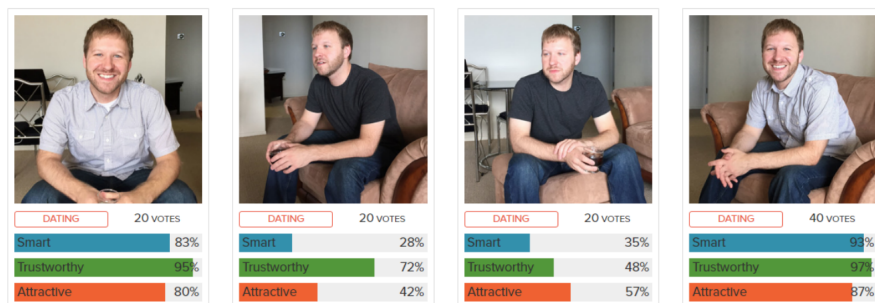 DATING 20 VOTES
Smart 83%
Trustworthy 95%
Attractive 80%
DATING 20 VOTES
Smart 28%
Trustworthy 72%
Attractive 42%
DATING 20 VOTES
Smart 35%
Trustworthy 48%
Attractive 57%
DATING 40 VOTES
Smart 93%
Trustworthy 97%
Attractive 87%